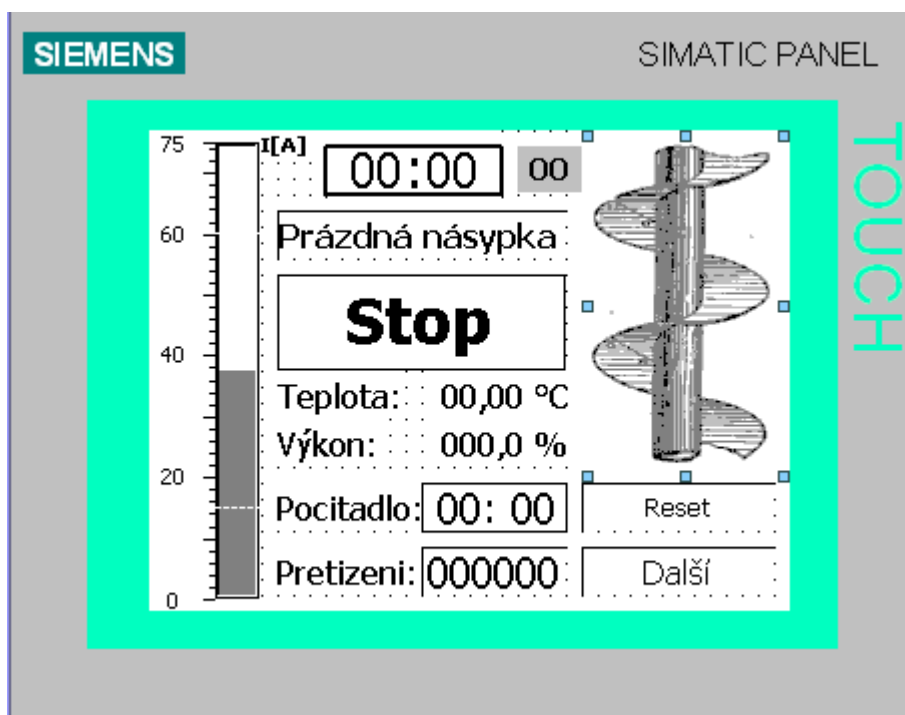 SIEMENS
SIMATIC PANEL
TOUCH
75
60
40
20
0
I[A]
00:00 00
Prázdná násypka
Stop
Teplota: 00,00 °C
Výkon: 000,0 %
Pocitadlo: 00: 00
Reset
Pretizeni: 000000
Další